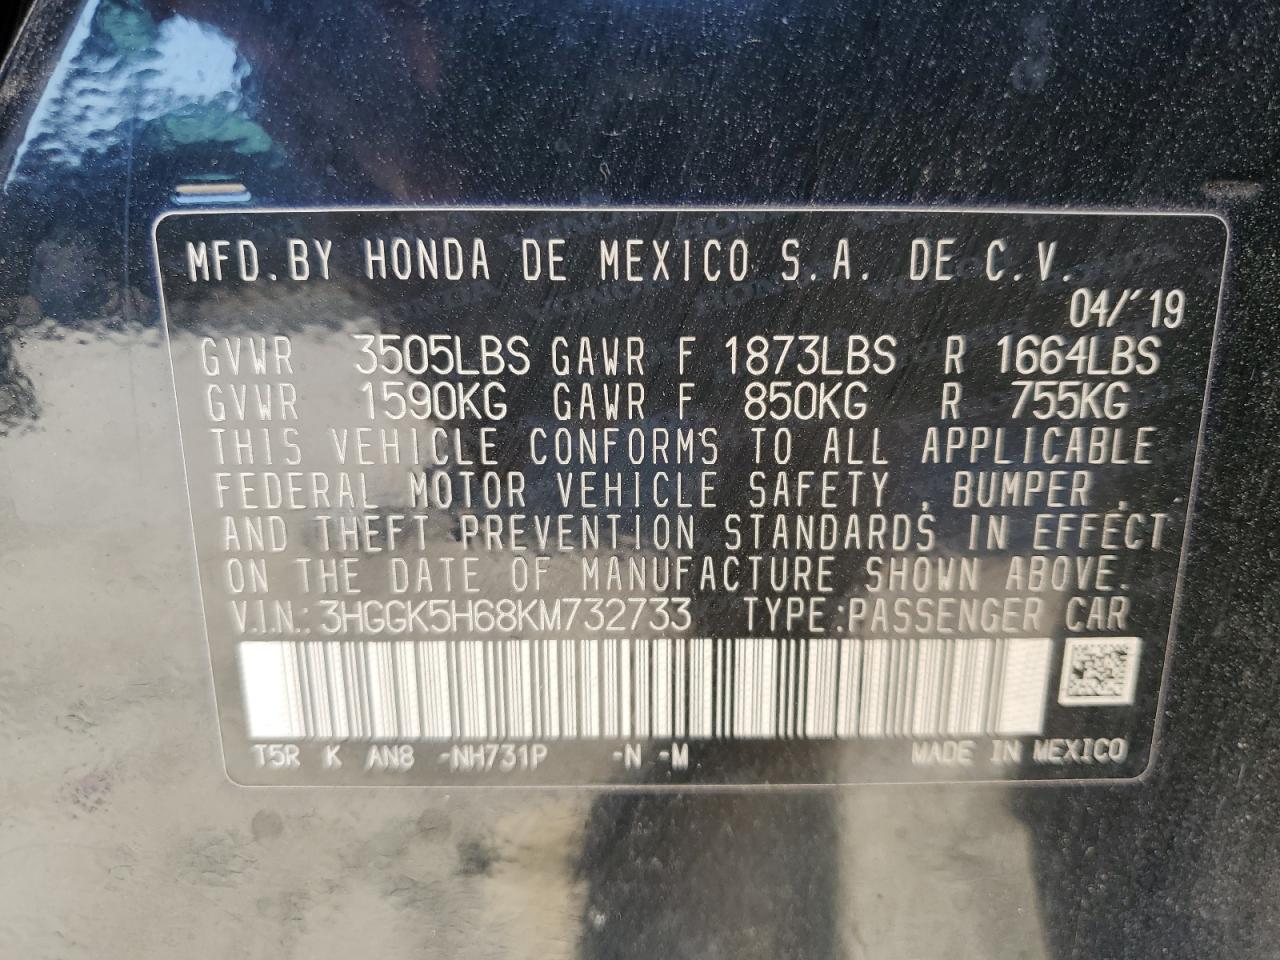 MFD. BY HONDA DE MEXICO S.A. DE C.V.
04/'19
GVWR 3505LBS GAWR F 1873LBS R 1664LBS
GVWR 1590KG GAWR F 850KG R 755KG
THIS VEHICLE CONFORMS TO ALL APPLICABLE
FEDERAL MOTOR VEHICLE SAFETY , BUMPER ,
AND THEFT PREVENTION STANDARDS IN EFFECT
ON THE DATE OF MANUFACTURE SHOWN ABOVE.
V.I.N.: 3HGGK5H68KM732733 TYPE:PASSENGER CAR
T5R K AN8 -NH731P -N -M MADE IN MEXICO